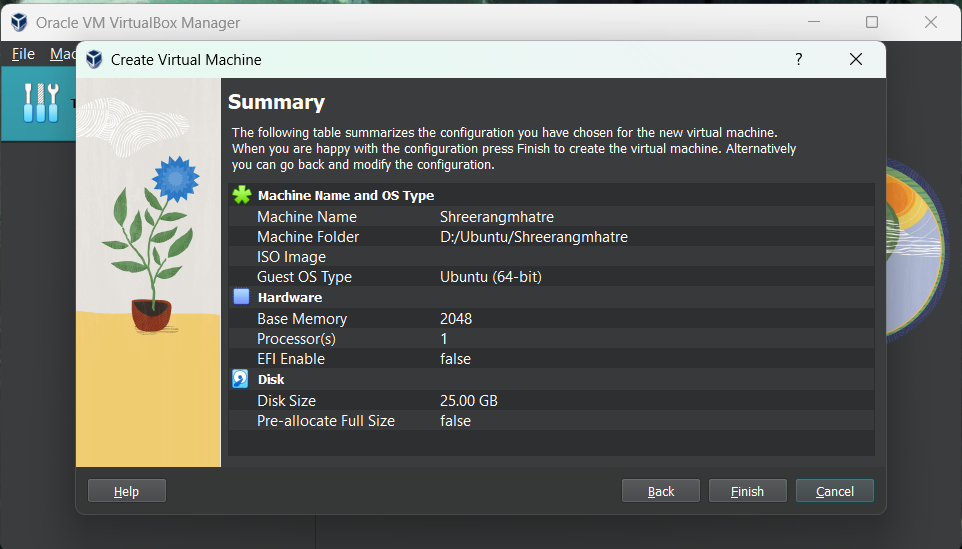 Oracle VM VirtualBox Manager
File Mac
Create Virtual Machine
?
T
Summary
The following table summarizes the configuration you have chosen for the new virtual machine.
When you are happy with the configuration press Finish to create the virtual machine. Alternatively
you can go back and modify the configuration.
Machine Name and OS Type
Machine Name Shreerangmhatre
Machine Folder D:/Ubuntu/Shreerangmhatre
ISO Image
Guest OS Type Ubuntu (64-bit)
Hardware
Base Memory 2048
Processor(s) 1
EFI Enable false
Disk
Disk Size 25.00 GB
Pre-allocate Full Size false
Help Back Finish Cancel